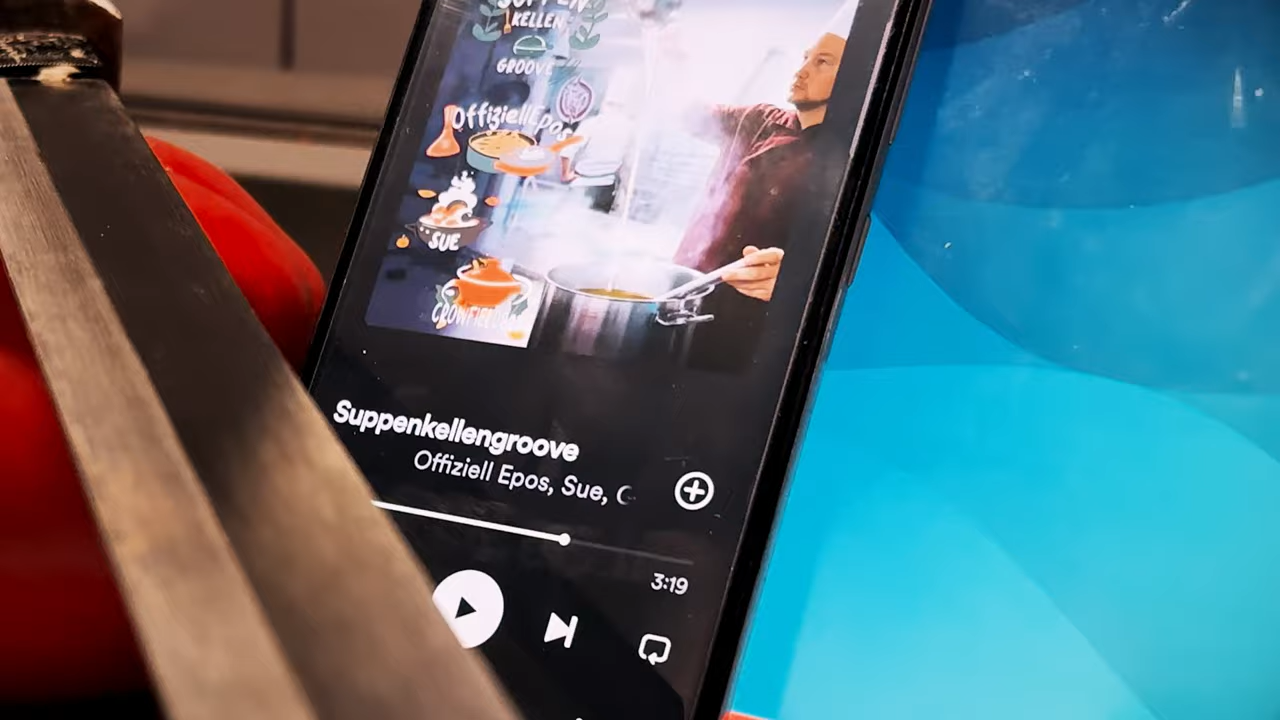 KELLEN
GROOVE
OffiziellEpos
SUE
Suppenkellengroove
Offiziell Epos, Sue,
3:19